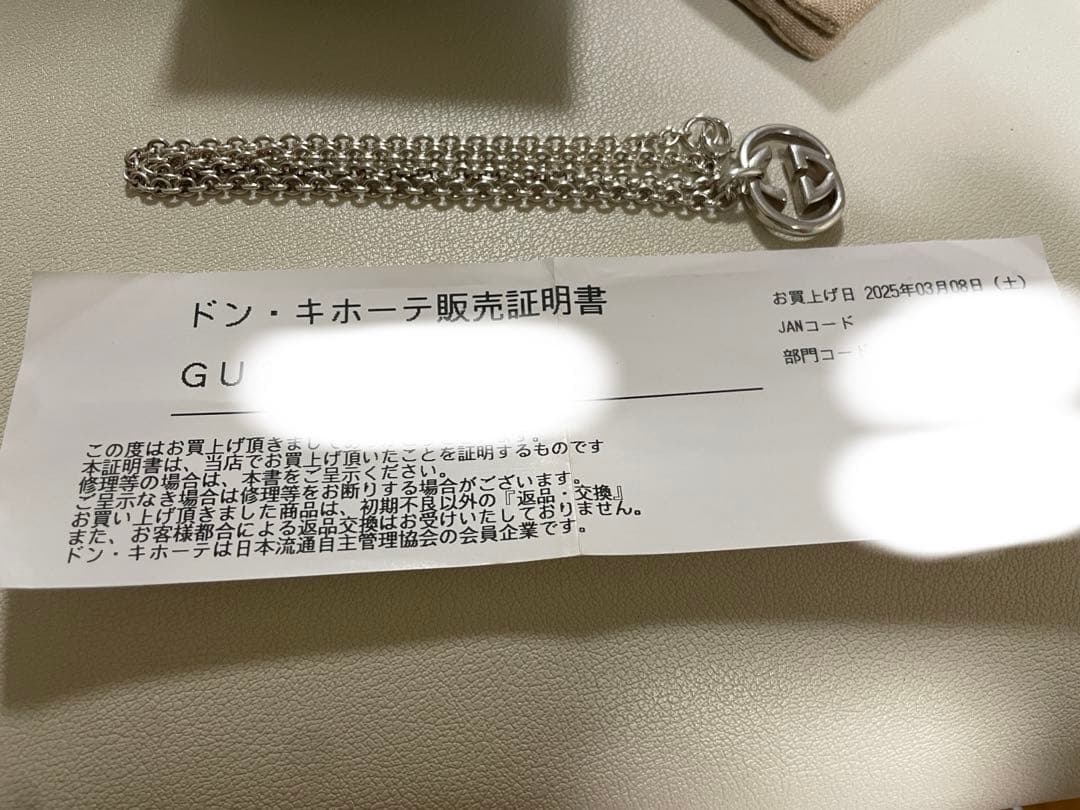 ドン・キホーテ販売証明書
GU
お買上げ日 2025年03月08日(土)
JANコード
部門コー
この度はお買上げ頂きまして
本証明書は、当店でお買上げ頂いたことを証明するものです
修理等の場合は、本書をご呈示ください。
ご呈示なき場合は修理等をお断りする場合がございます。
お買い上げ頂きました商品は、初期不良以外の『返品・交換』
また、お客様都合による返品交換はお受けいたしておりません。
ドン・キホーテは日本流通自主管理協会の会員企業です。